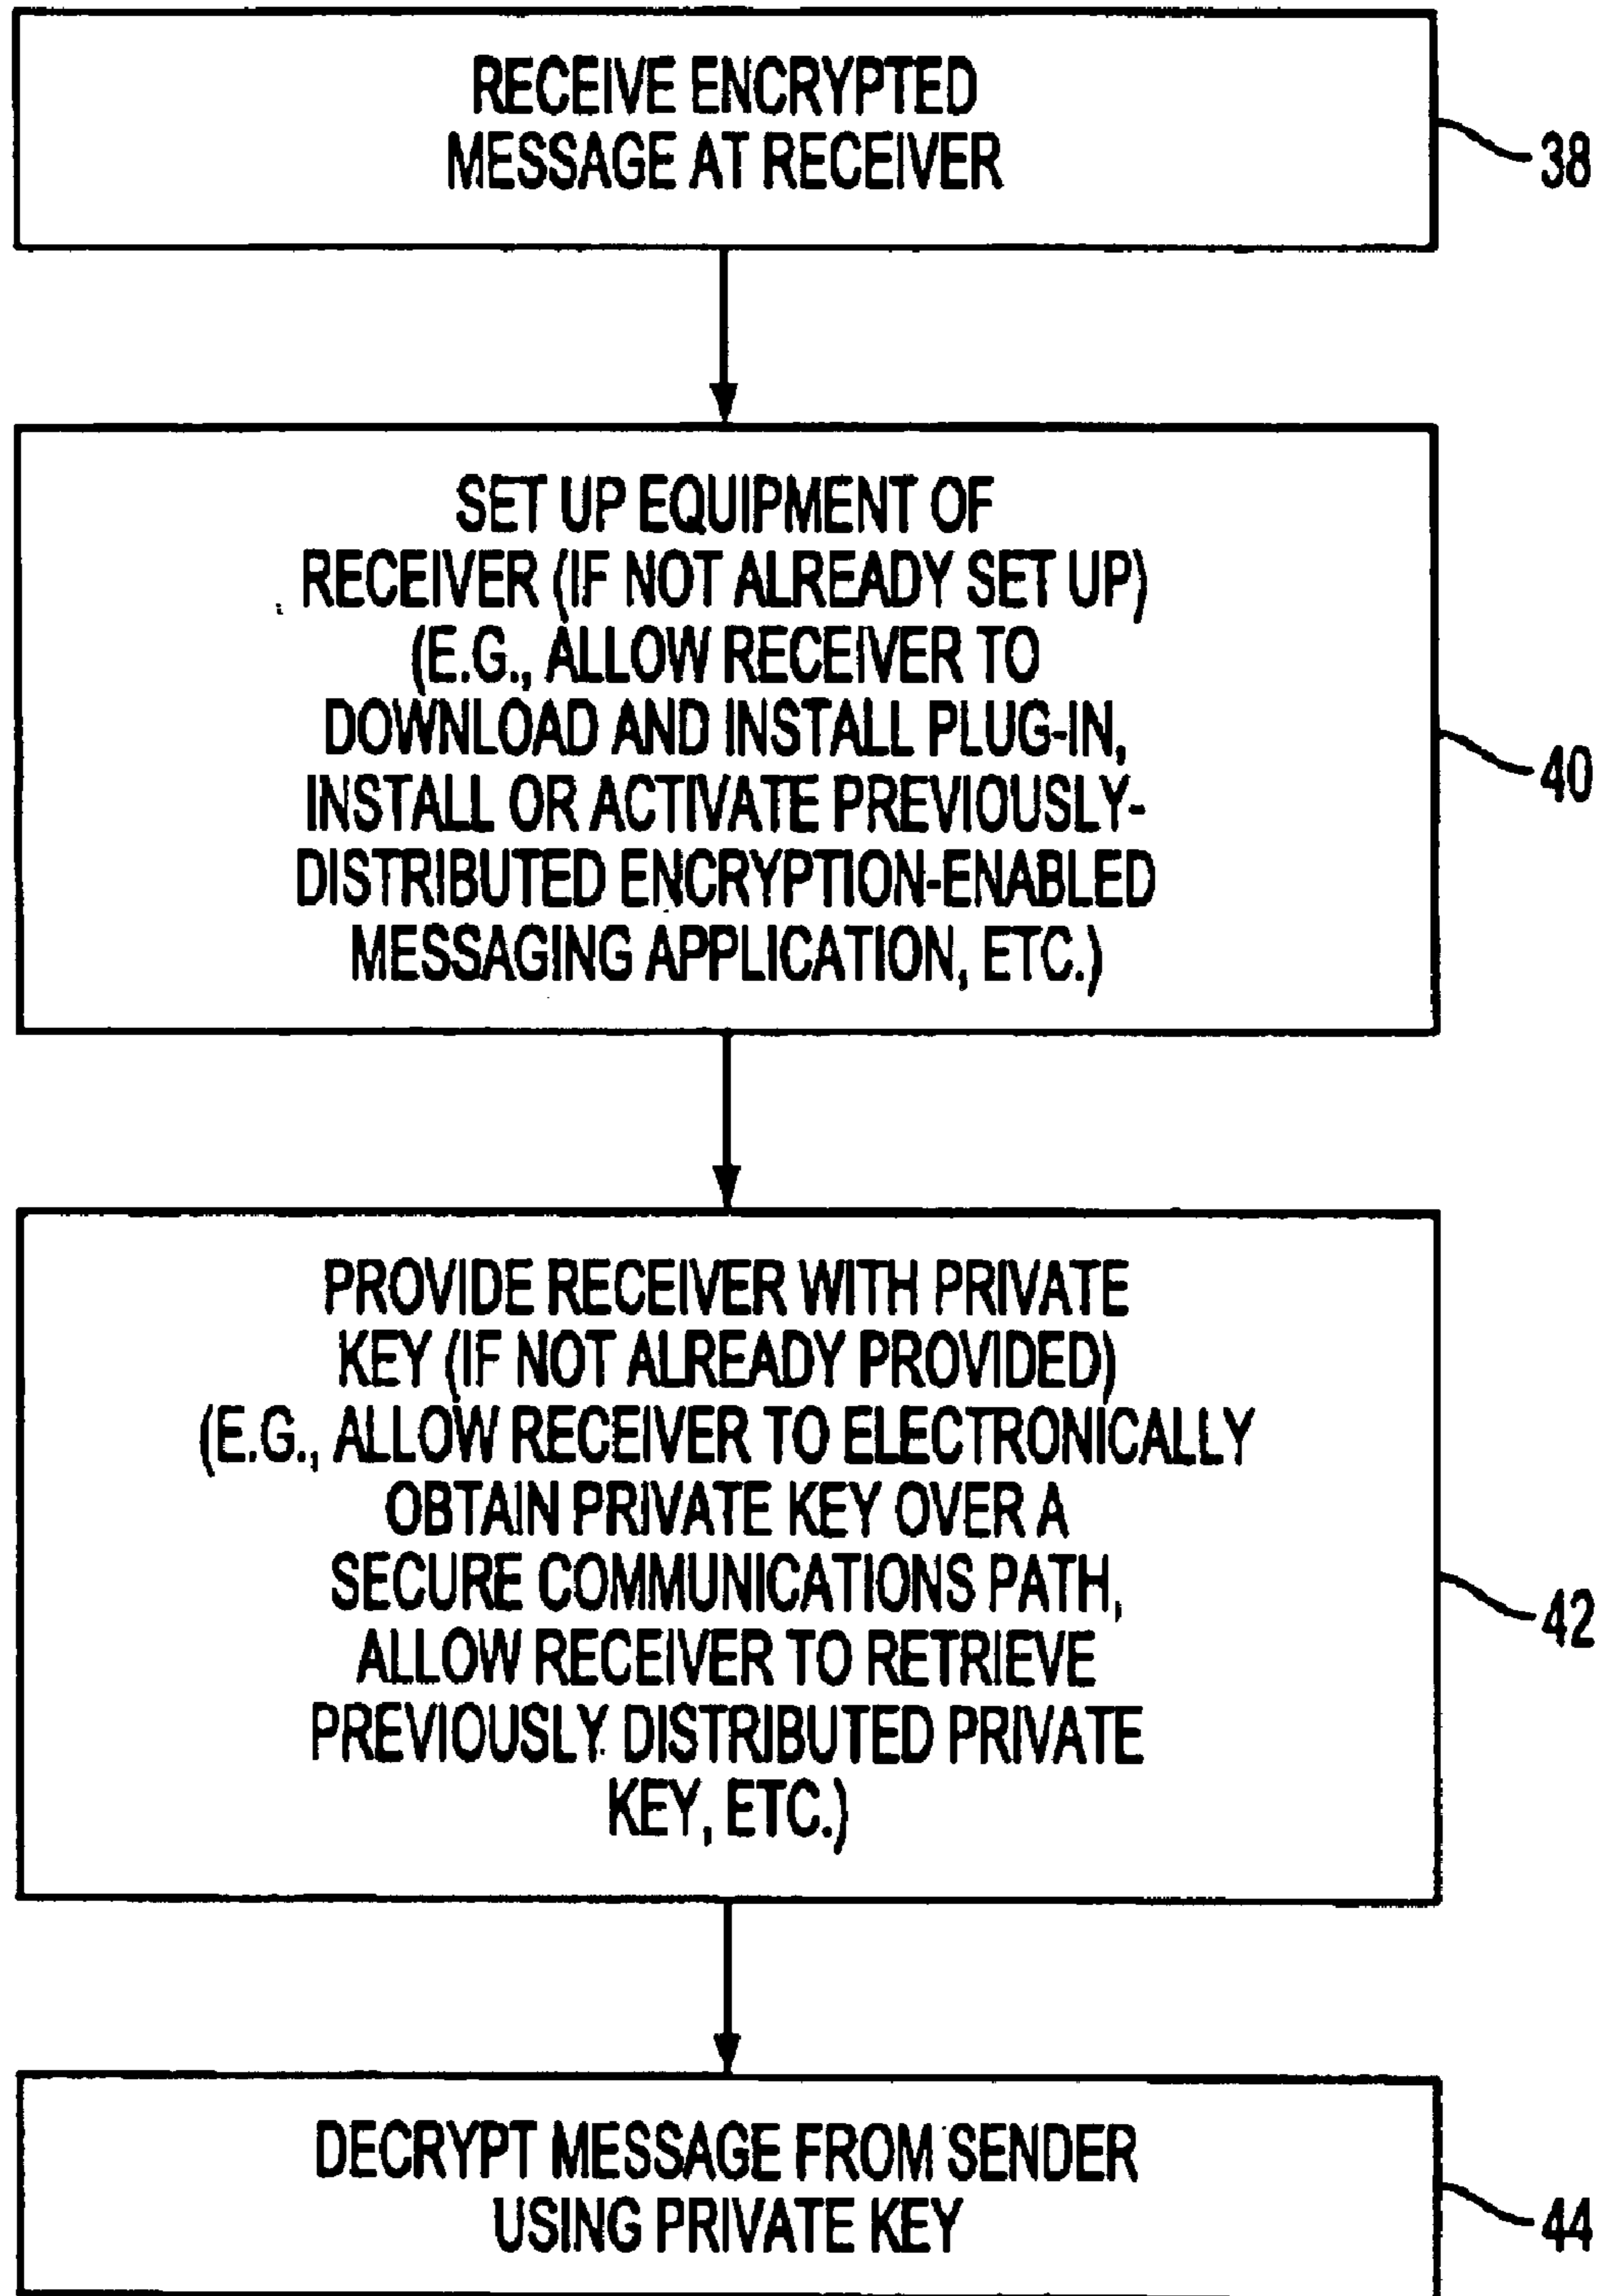 RECEIVE ENCRYPTED
MESSAGE AT RECEIVER
38
SET UP EQUIPMENT OF
RECEIVER (IF NOT ALREADY SET UP)
(E.G., ALLOW RECEIVER TO
DOWNLOAD AND INSTALL PLUG-IN,
INSTALL OR ACTIVATE PREVIOUSLY-
DISTRIBUTED ENCRYPTION-ENABLED
MESSAGING APPLICATION, ETC.)
40
PROVIDE RECEIVER WITH PRIVATE
KEY (IF NOT ALREADY PROVIDED)
(E.G., ALLOW RECEIVER TO ELECTRONICALLY
OBTAIN PRIVATE KEY OVER A
SECURE COMMUNICATIONS PATH,
ALLOW RECEIVER TO RETRIEVE
PREVIOUSLY DISTRIBUTED PRIVATE
KEY, ETC.)
42
DECRYPT MESSAGE FROM SENDER
USING PRIVATE KEY
44